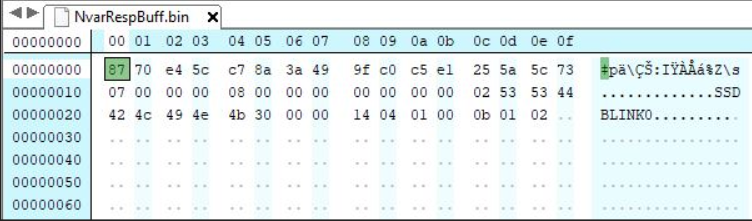 NvarRespBuff.bin x
00000000 00 01 02 03 04 05 06 07 08 09 0a 0b 0c 0d 0e 0f
00000000 87 70 e4 5c c7 8a 3a 49 9f c0 c5 e1 25 5a 5c 73 ‡pä\ÇŠ:IŸÀÅá%Z\s
00000010 07 00 00 00 08 00 00 00 00 00 00 00 02 53 53 44 .............SSD
00000020 42 4c 49 4e 4b 30 00 00 14 04 01 00 0b 01 02 .. BLINK0..........
00000030 .. .. .. .. .. .. .. .. .. .. .. .. .. .. .. .. ................
00000040 .. .. .. .. .. .. .. .. .. .. .. .. .. .. .. .. ................
00000050 .. .. .. .. .. .. .. .. .. .. .. .. .. .. .. .. ................
00000060 .. .. .. .. .. .. .. .. .. .. .. .. .. .. .. .. ................